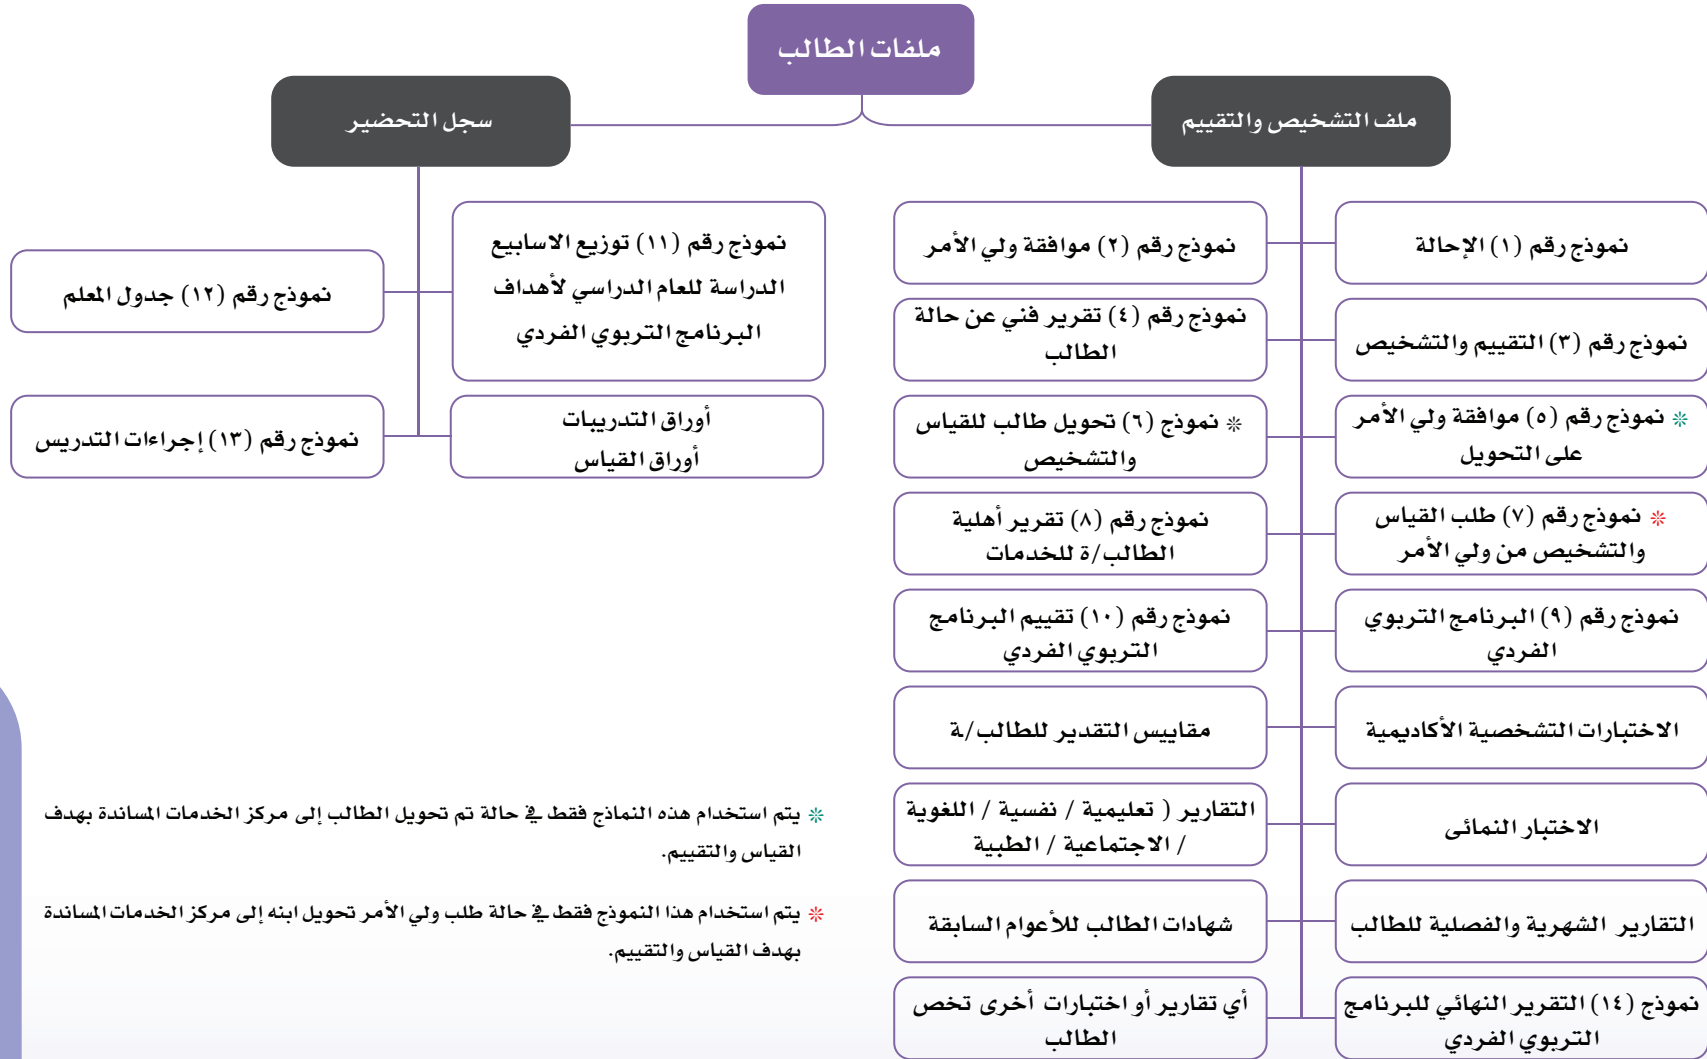 ملفات الطالب
ملف التشخيص والتقييم
نموذج رقم (١) الإحالة
نموذج رقم (٢) موافقة ولي الأمر
نموذج رقم (٣) التقييم والتشخيص
نموذج رقم (٤) تقرير فني عن حالة
الطالب
❊ نموذج رقم (٥) موافقة ولي الأمر
على التحويل
❊ نموذج (٦) تحويل طالب للقياس
والتشخيص
❊ نموذج رقم (٧) طلب القياس
والتشخيص من ولي الأمر
نموذج رقم (٨) تقرير أهلية
الطالب/ة للخدمات
نموذج رقم (٩) البرنامج التربوي
الفردي
نموذج رقم (١٠) تقييم البرنامج
التربوي الفردي
الاختبارات التشخصية الأكاديمية
مقاييس التقدير للطالب/ـة
الاختبار النمائى
التقارير ( تعليمية / نفسية / اللغوية
/ الاجتماعية / الطبية
التقارير الشهرية والفصلية للطالب
شهادات الطالب للأعوام السابقة
نموذج (١٤) التقرير النهائي للبرنامج
التربوي الفردي
أي تقارير أو اختبارات أخرى تخص
الطالب
سجل التحضير
نموذج رقم (١١) توزيع الاسابيع
الدراسة للعام الدراسي لأهداف
البرنامج التربوي الفردي
نموذج رقم (١٢) جدول المعلم
أوراق التدريبات
أوراق القياس
نموذج رقم (١٣) إجراءات التدريس
❊ يتم استخدام هذه النماذج فقط في حالة تم تحويل الطالب إلى مركز الخدمات المساندة بهدف
القياس والتقييم.
❊ يتم استخدام هذا النموذج فقط في حالة طلب ولي الأمر تحويل ابنه إلى مركز الخدمات المساندة
بهدف القياس والتقييم.